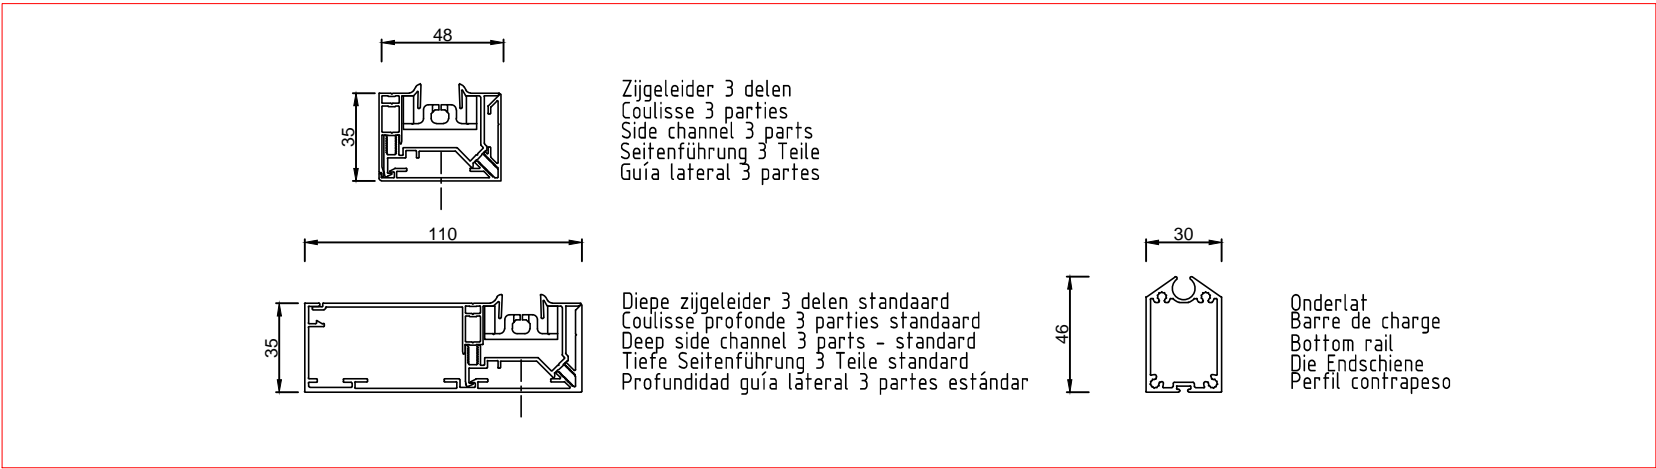 48
35
Zijgeleider 3 delen
Coulisse 3 parties
Side channel 3 parts
Seitenführung 3 Teile
Guía lateral 3 partes
110
35
Diepe zijgeleider 3 delen standaard
Coulisse profonde 3 parties standaard
Deep side channel 3 parts - standard
Tiefe Seitenführung 3 Teile standard
Profundidad guía lateral 3 partes estándar
30
46
Onderlat
Barre de charge
Bottom rail
Die Endschiene
Perfil contrapeso